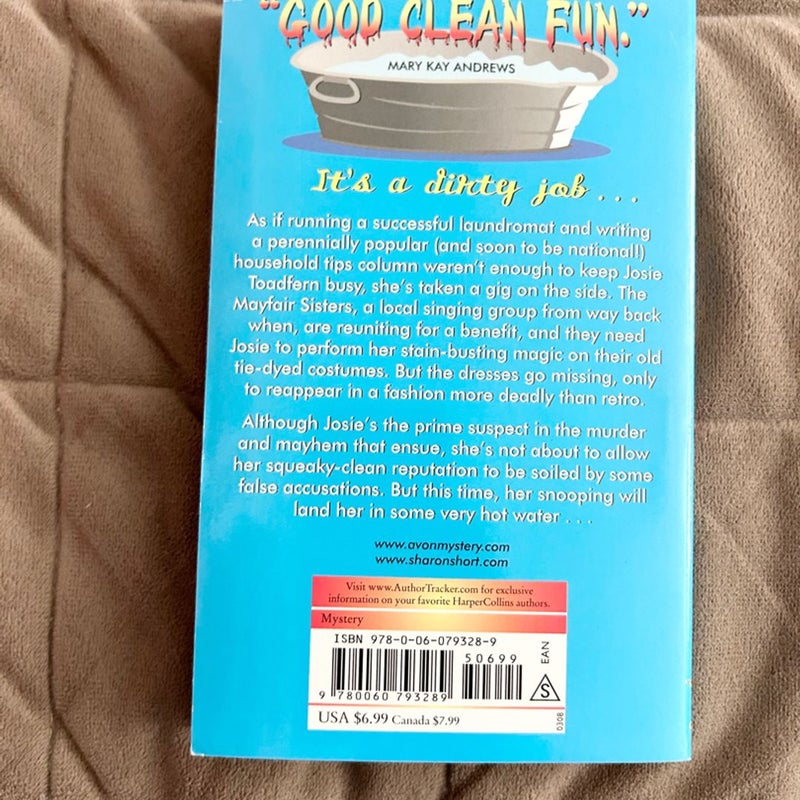 "GOOD CLEAN FUN."
MARY KAY ANDREWS
It's a dirty job...
As if running a successful laundromat and writing
a perennially popular (and soon to be national!)
household tips column weren't enough to keep Josie
Toadfern busy, she's taken a gig on the side. The
Mayfair Sisters, a local singing group from way back
when, are reuniting for a benefit, and they need
Josie to perform her stain-busting magic on their old
tie-dyed costumes. But the dresses go missing, only
to reappear in a fashion more deadly than retro.
Although Josie's the prime suspect in the murder
and mayhem that ensue, she's not about to allow
her squeaky-clean reputation to be soiled by some
false accusations. But this time, her snooping will
land her in some very hot water...
www.avonmystery.com
www.sharonshort.com
Visit www.AuthorTracker.com for exclusive
information on your favorite HarperCollins authors.
Mystery
ISBN 978-0-06-079328-9
50699
EAN
S
9 780060 793289
USA $6.99 Canada $7.99
0308